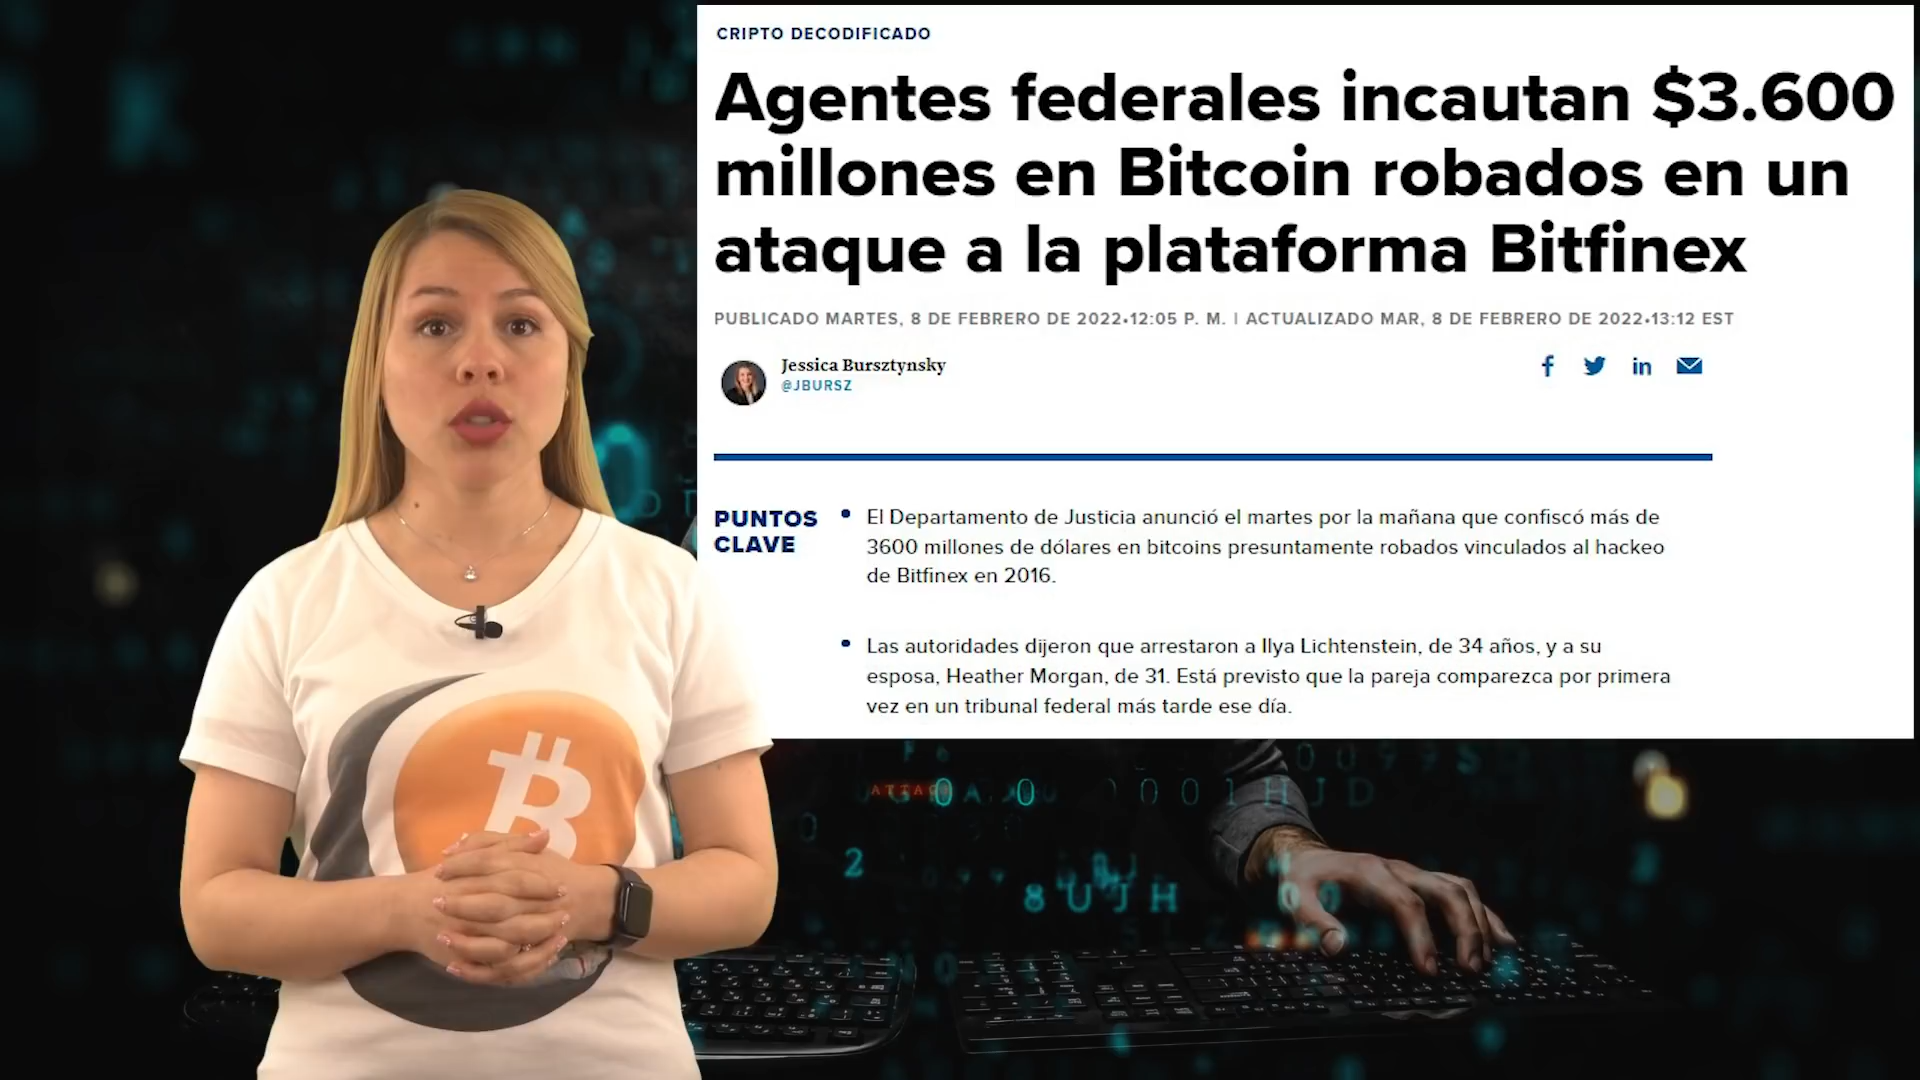 CRIPTO DECODIFICADO
Agentes federales incautan $3.600
millones en Bitcoin robados en un
ataque a la plataforma Bitfinex
PUBLICADO MARTES, 8 DE FEBRERO DE 2022•12:05 P. M. | ACTUALIZADO MAR, 8 DE FEBRERO DE 2022•13:12 EST
Jessica Bursztynsky
@JBURSZ
PUNTOS
CLAVE
• El Departamento de Justicia anunció el martes por la mañana que confiscó más de
3600 millones de dólares en bitcoins presuntamente robados vinculados al hackeo
de Bitfinex en 2016.
• Las autoridades dijeron que arrestaron a Ilya Lichtenstein, de 34 años, y a su
esposa, Heather Morgan, de 31. Está previsto que la pareja comparezca por primera
vez en un tribunal federal más tarde ese día.
8UJH